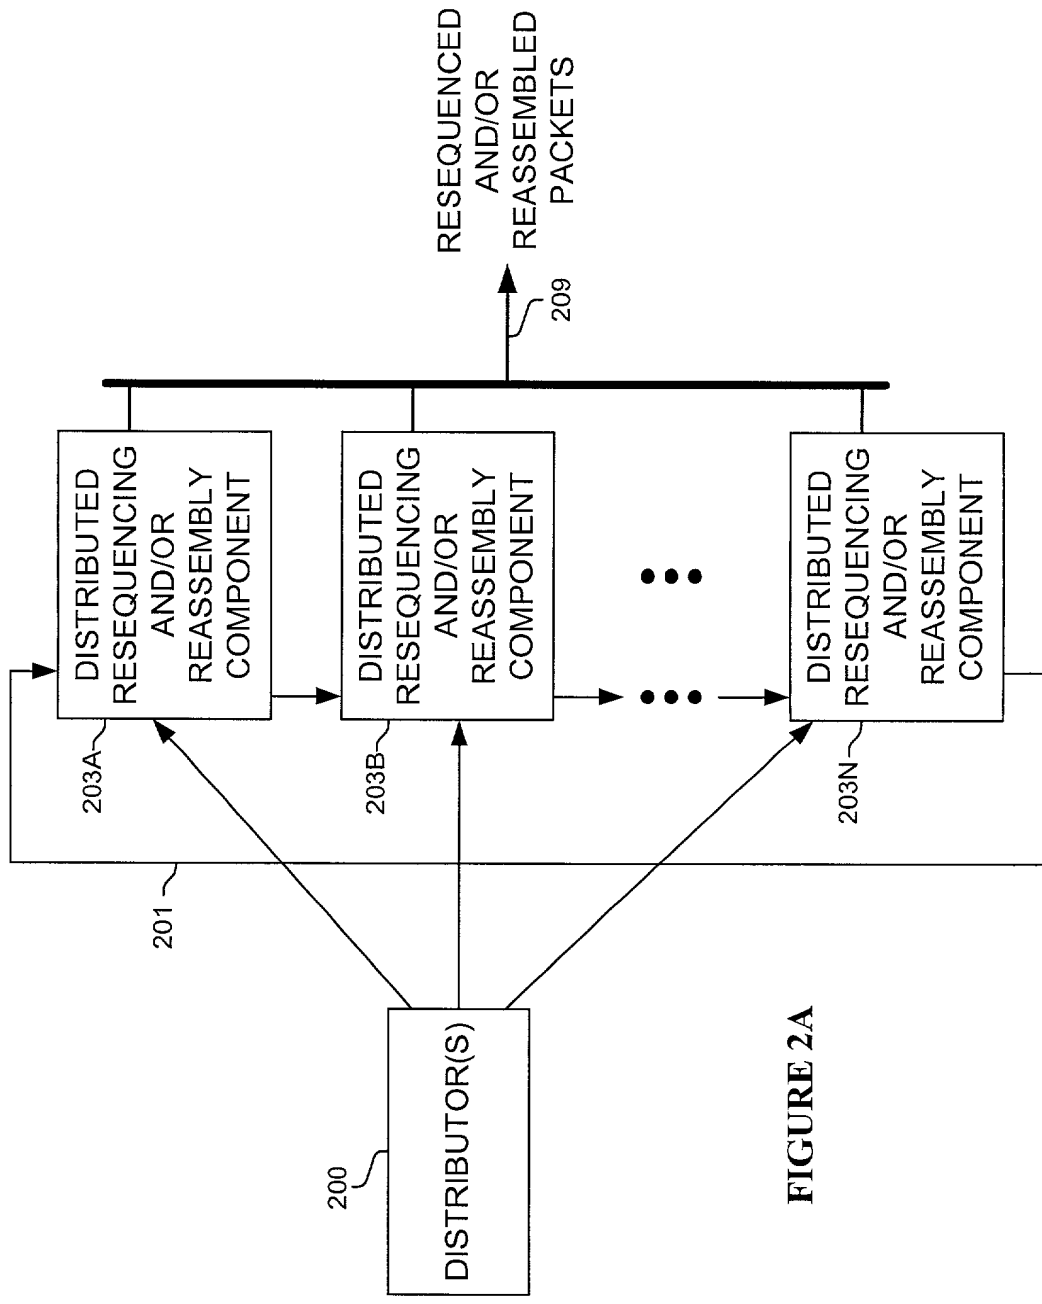 200
DISTRIBUTOR(S)
201
203A
DISTRIBUTED
RESEQUENCING
AND/OR
REASSEMBLY
COMPONENT
203B
DISTRIBUTED
RESEQUENCING
AND/OR
REASSEMBLY
COMPONENT
203N
DISTRIBUTED
RESEQUENCING
AND/OR
REASSEMBLY
COMPONENT
209
RESEQUENCED
AND/OR
REASSEMBLED
PACKETS
FIGURE 2A